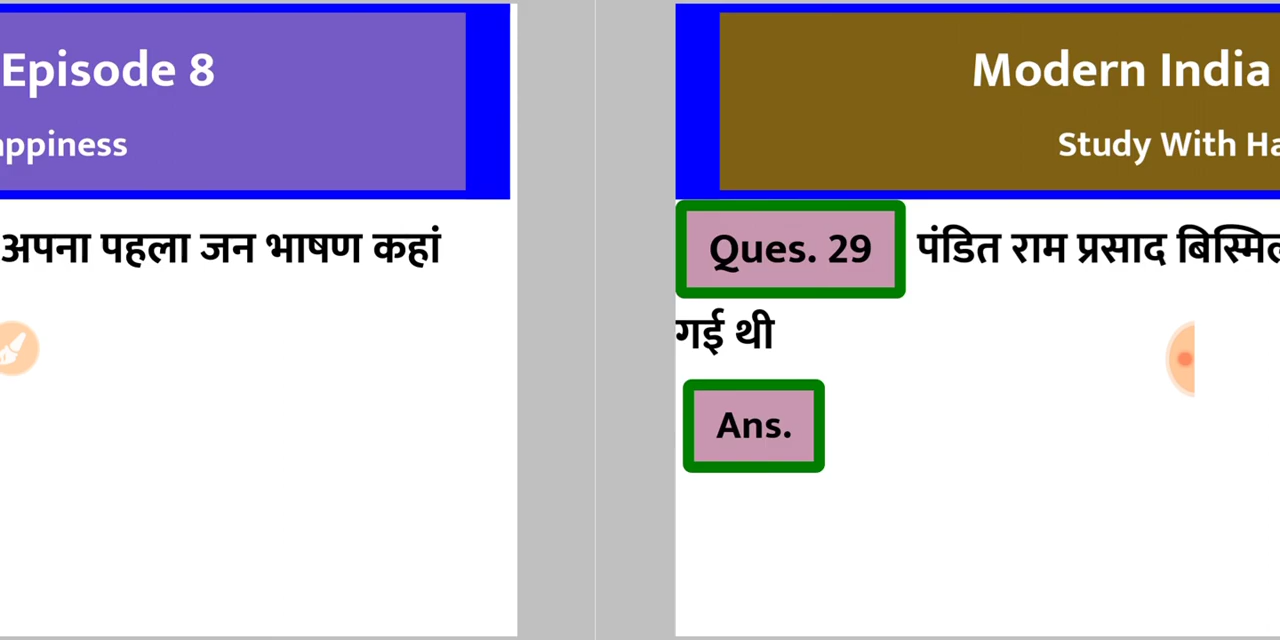 Episode 8
appiness
अपना पहला जन भाषण कहां
Modern India
Study With Ha
Ques. 29 पंडित राम प्रसाद
गई थी
Ans.